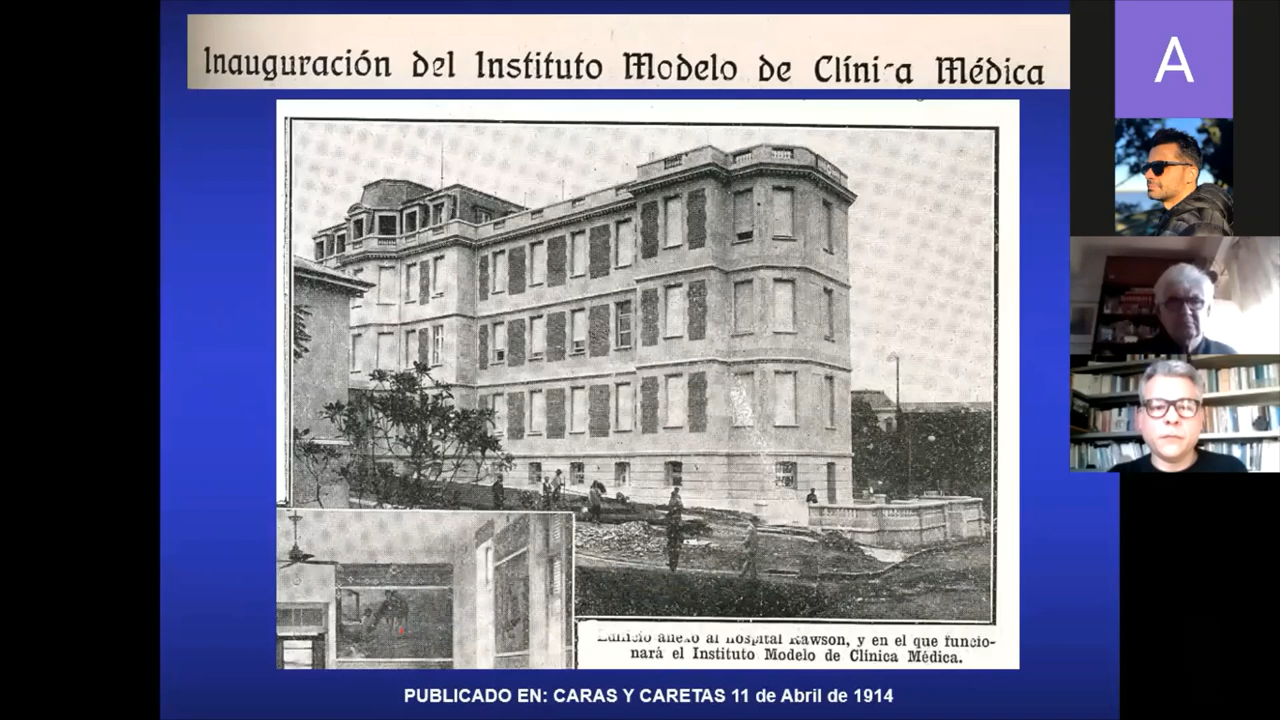 Inauguración del Instituto Modelo de Clínica Médica
A
Edificio anexo al hospital Rawson, y en el que funcio-
nará el Instituto Modelo de Clínica Médica.
PUBLICADO EN: CARAS Y CARETAS 11 de Abril de 1914